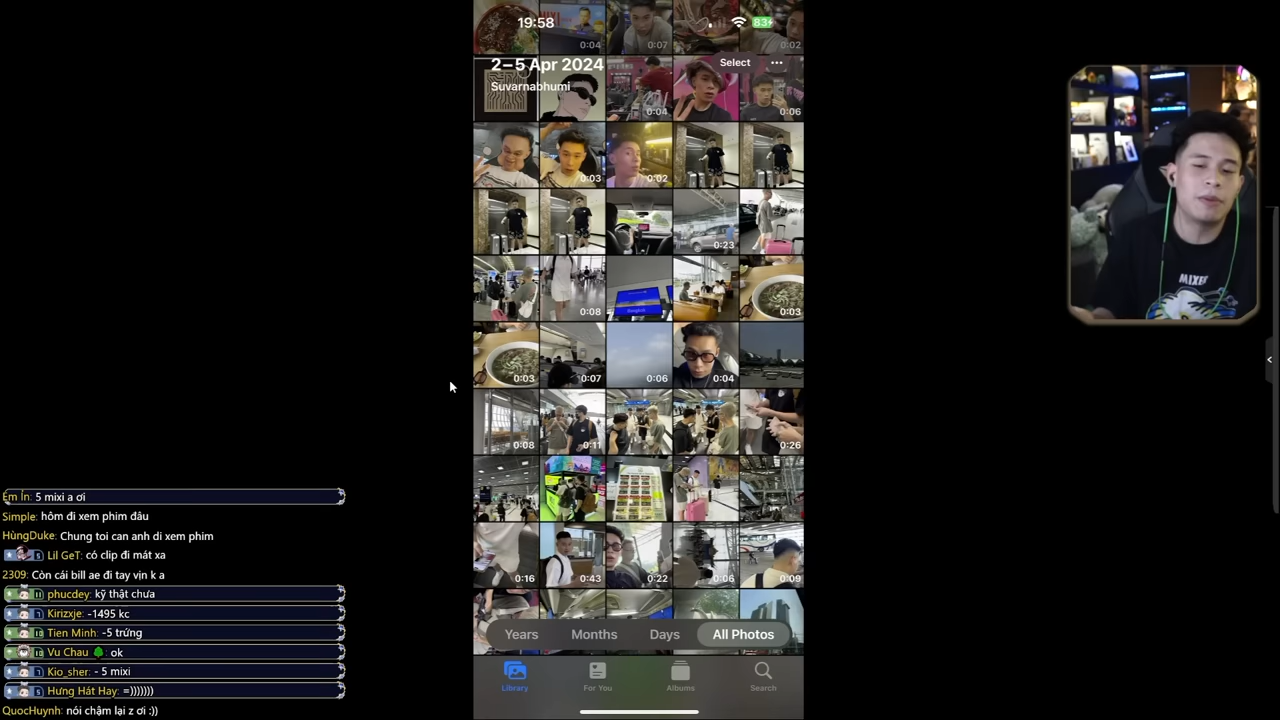 19:58
83
0:04
0:07
0:02
2–5 Apr 2024
Select
Suvarnabhumi
0:04
0:06
0:03
0:02
0:23
0:08
0:03
0:03
0:07
0:06
0:04
0:08
0:11
0:26
0:16
0:43
0:22
0:06
0:09
Years
Months
Days
All Photos
Library
For You
Albums
Search
MIXE
Em Ín: 5 mixi a ơi
Simple: hôm đi xem phim đâu
HùngDuke: Chung toi can anh di xem phim
Lil GeT: có clip đi mát xa
2309: Còn cái bill ae đi tay vịn k a
phucdey: kỹ thật chưa
Kirizxje: -1495 kc
Tien Minh: -5 trứng
Vu Chau : ok
Kio_sher: - 5 mixi
Hưng Hát Hay: =)))))))
QuocHuynh: nói chậm lại z ơi :))